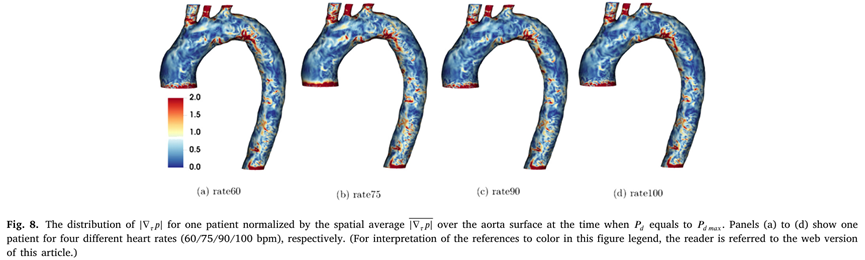 2.0
1.5
1.0
0.5
0.0
(a) rate60
(b) rate75
(c) rate90
(d) rate100
Fig. 8. The distribution of |∇τp| for one patient normalized by the spatial average |∇τp|‾ over the aorta surface at the time when Pd equals to Pd max. Panels (a) to (d) show one
patient for four different heart rates (60/75/90/100 bpm), respectively. (For interpretation of the references to color in this figure legend, the reader is referred to the web version
of this article.)